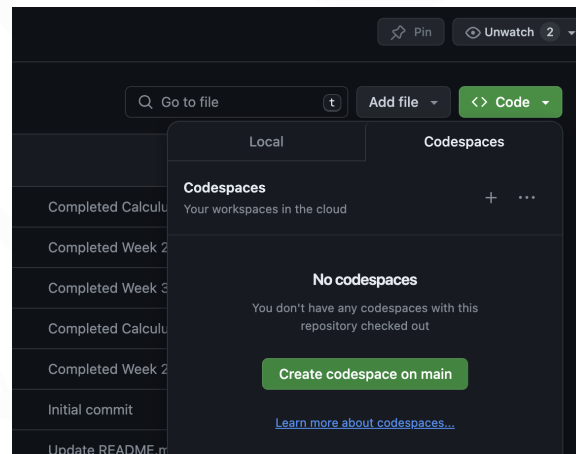 Pin
Unwatch 2
Go to file t
Add file
<> Code
Local Codespaces
Codespaces
Your workspaces in the cloud
No codespaces
You don't have any codespaces with this
repository checked out
Create codespace on main
Learn more about codespaces...
Completed Calculu
Completed Week 2
Completed Week 3
Completed Calculu
Completed Week 2
Initial commit
Update README.m